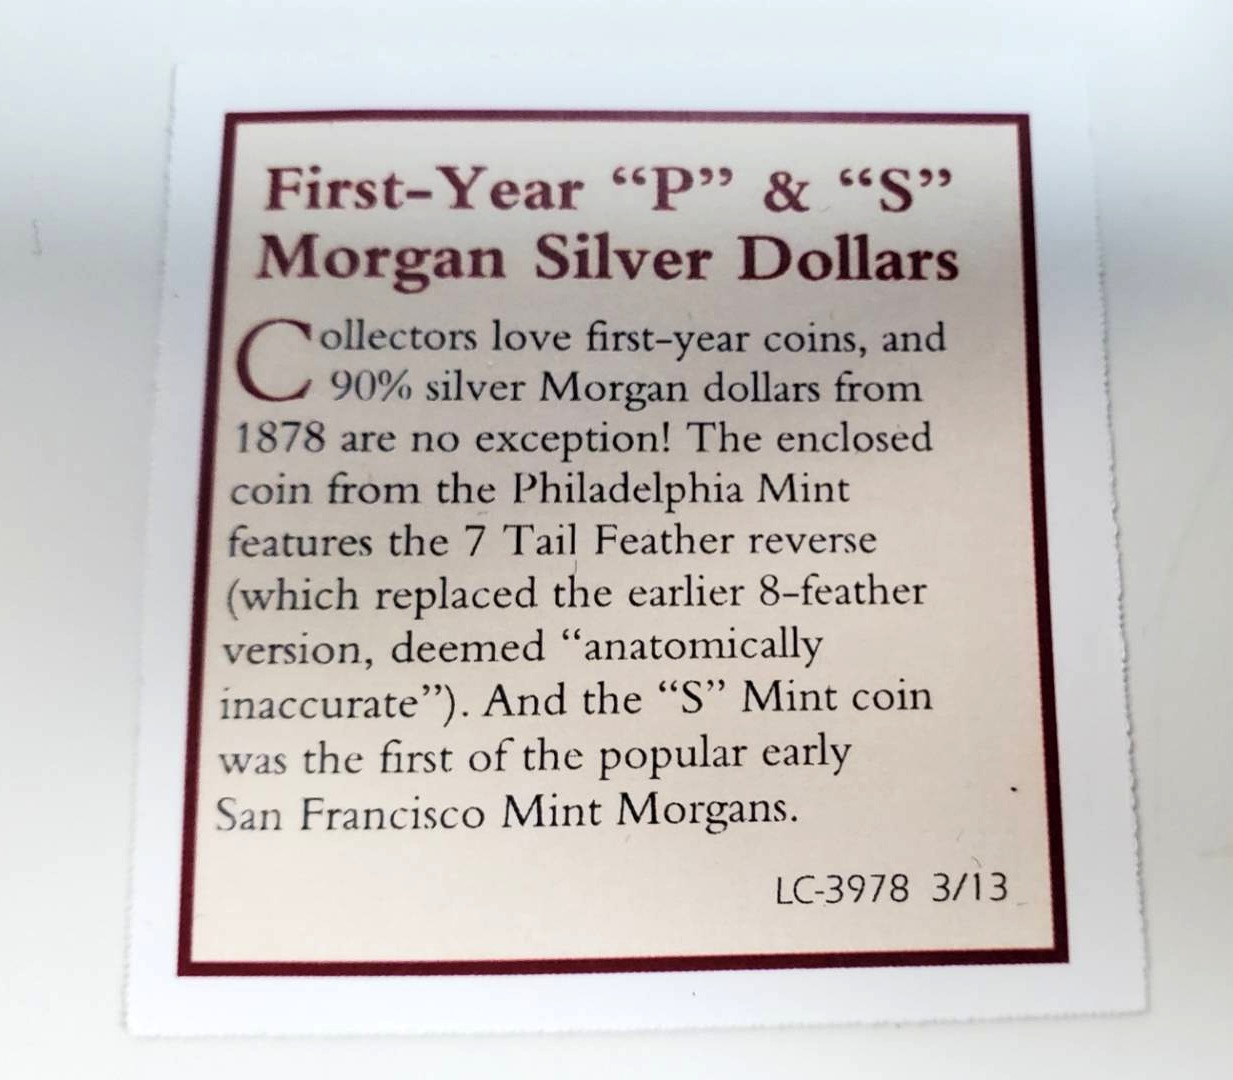 First-Year “P” & “S”
Morgan Silver Dollars
Collectors love first-year coins, and
90% silver Morgan dollars from
1878 are no exception! The enclosed
coin from the Philadelphia Mint
features the 7 Tail Feather reverse
(which replaced the earlier 8-feather
version, deemed “anatomically
inaccurate”). And the “S” Mint coin
was the first of the popular early
San Francisco Mint Morgans.
LC-3978 3/13